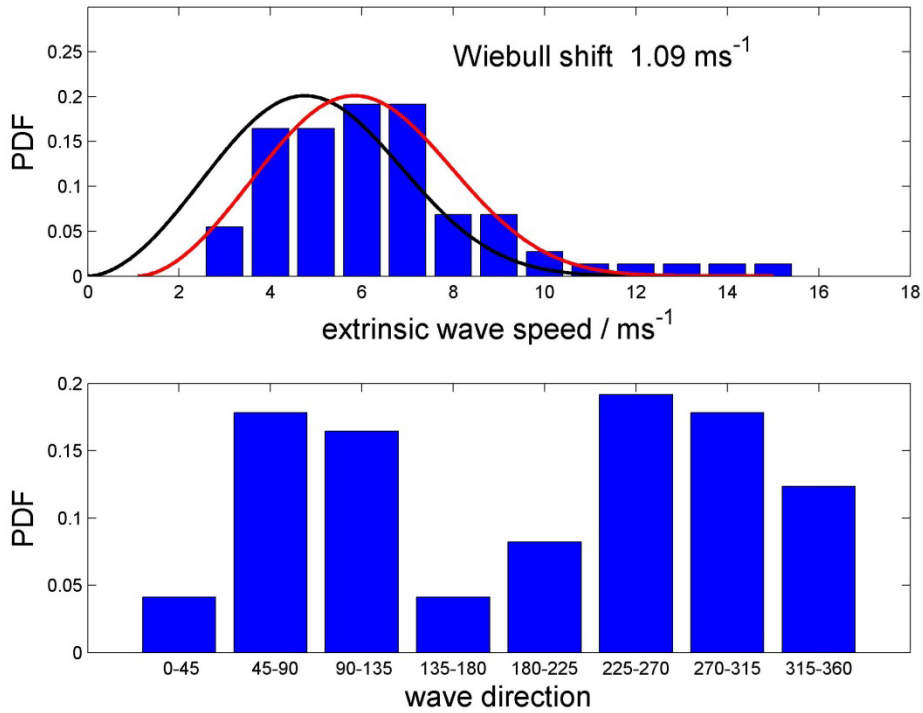 Wiebull shift 1.09 ms⁻¹
PDF
0.25
0.2
0.15
0.1
0.05
0
0 2 4 6 8 10 12 14 16 18
extrinsic wave speed / ms⁻¹
PDF
0.2
0.15
0.1
0.05
0
0-45 45-90 90-135 135-180 180-225 225-270 270-315 315-360
wave direction